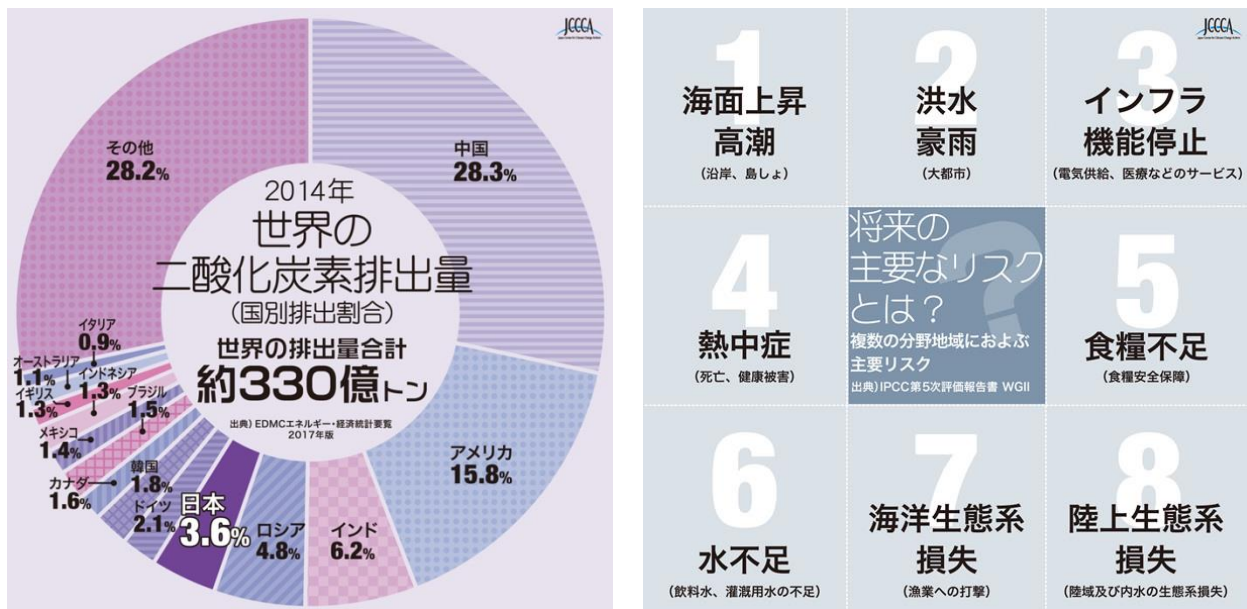 JCCCA
その他
28.2%
中国
28.3%
2014年
世界の
二酸化炭素排出量
(国別排出割合)
世界の排出量合計
約330億トン
出典)EDMCエネルギー・経済統計要覧
2017年版
イタリア
0.9%
オーストラリア
1.1%
インドネシア
1.3%
イギリス
1.3%
ブラジル
1.5%
メキシコ
1.4%
カナダ
1.6%
韓国
1.8%
ドイツ
2.1%
日本
3.6%
ロシア
4.8%
インド
6.2%
アメリカ
15.8%
JCCCA
1
海面上昇
高潮
(沿岸、島しょ)
2
洪水
豪雨
(大都市)
3
インフラ
機能停止
(電気供給、医療などのサービス)
4
熱中症
(死亡、健康被害)
?
将来の
主要なリスク
とは?
複数の分野地域におよぶ
主要リスク
出典)IPCC第5次評価報告書 WGII
5
食糧不足
(食糧安全保障)
6
水不足
(飲料水、灌漑用水の不足)
7
海洋生態系
損失
(漁業への打撃)
8
陸上生態系
損失
(陸域及び内水の生態系損失)